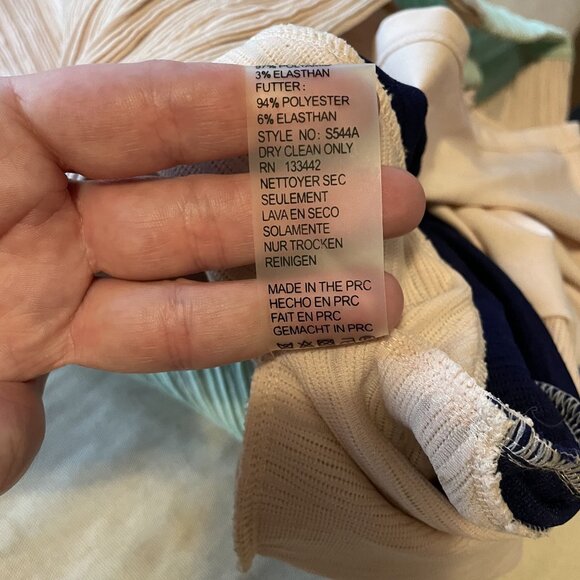 3% ELASTHAN
FUTTER:
94% POLYESTER
6% ELASTHAN
STYLE NO: S544A
DRY CLEAN ONLY
RN 133442
NETTOYER SEC
SEULEMENT
LAVA EN SECO
SOLAMENTE
NUR TROCKEN
REINIGEN
MADE IN THE PRC
HECHO EN PRC
FAIT EN PRC
GEMACHT IN PRC